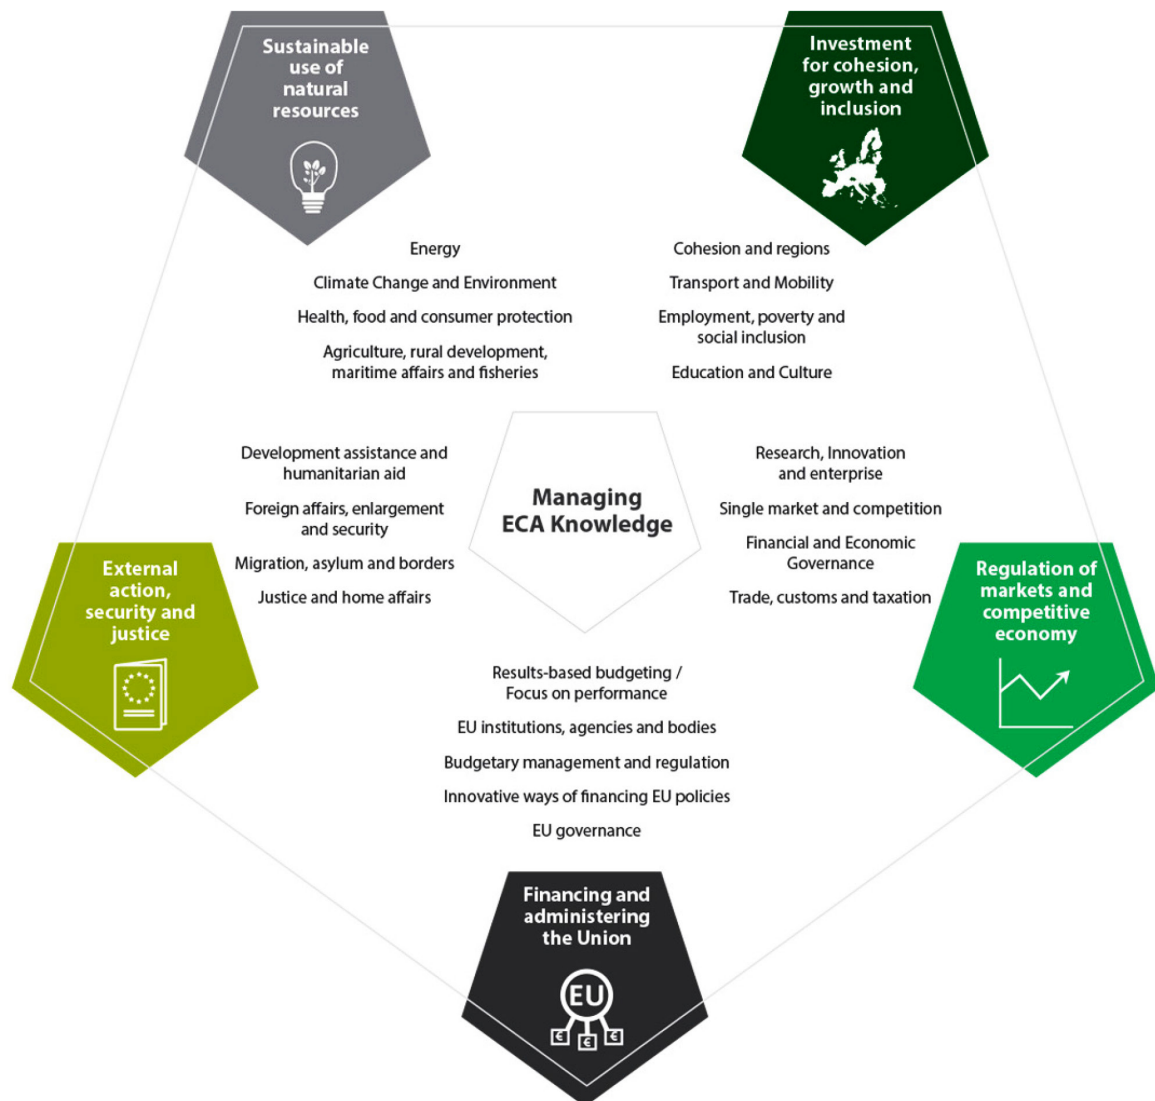 Sustainable
use of
natural
resources
Investment
for cohesion,
growth and
inclusion
Energy
Climate Change and Environment
Health, food and consumer protection
Agriculture, rural development,
maritime affairs and fisheries
Cohesion and regions
Transport and Mobility
Employment, poverty and
social inclusion
Education and Culture
Development assistance and
humanitarian aid
Foreign affairs, enlargement
and security
Migration, asylum and borders
Justice and home affairs
Managing
ECA Knowledge
Research, Innovation
and enterprise
Single market and competition
Financial and Economic
Governance
Trade, customs and taxation
External
action,
security and
justice
Regulation of
markets and
competitive
economy
Results-based budgeting /
Focus on performance
EU institutions, agencies and bodies
Budgetary management and regulation
Innovative ways of financing EU policies
EU governance
Financing and
administering
the Union
EU
€ € €